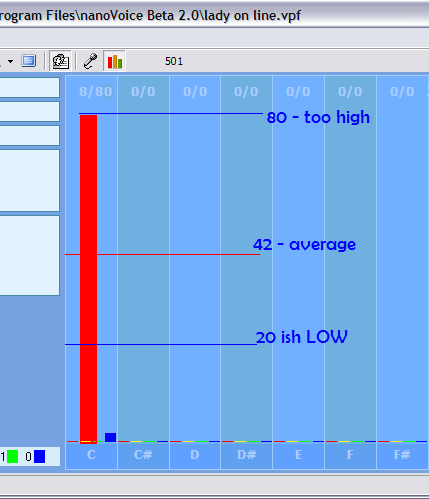 rogram Files\nanoVoice Beta 2.0\lady on line.vpf
501
8/80 0/0 0/0 0/0 0/0 0/0 0/0
80 - too high
42 - average
20 ish LOW
1 0
C C# D D# E F F#